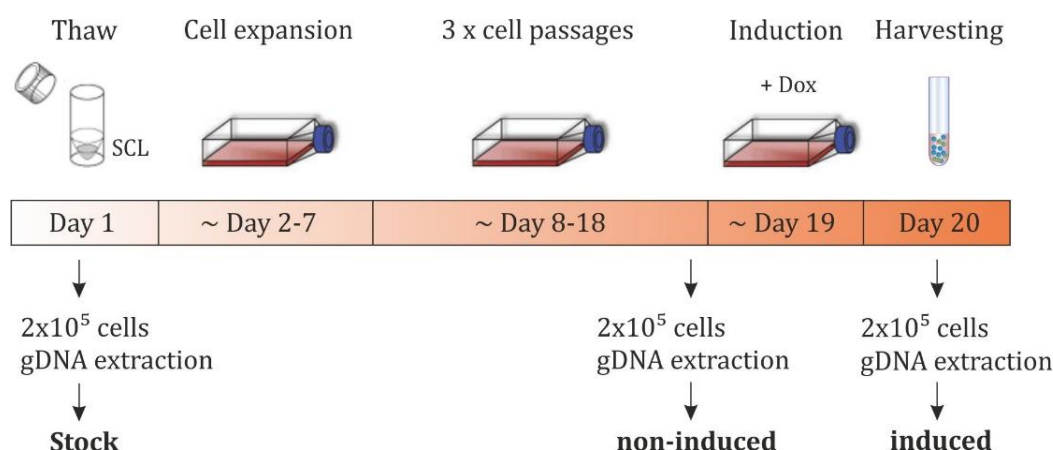 Thaw
Cell expansion
3 x cell passages
Induction
Harvesting
+ Dox
SCL
Day 1
~ Day 2-7
~ Day 8-18
~ Day 19
Day 20
2x10⁵ cells
gDNA extraction
Stock
2x10⁵ cells
gDNA extraction
non-induced
2x10⁵ cells
gDNA extraction
induced